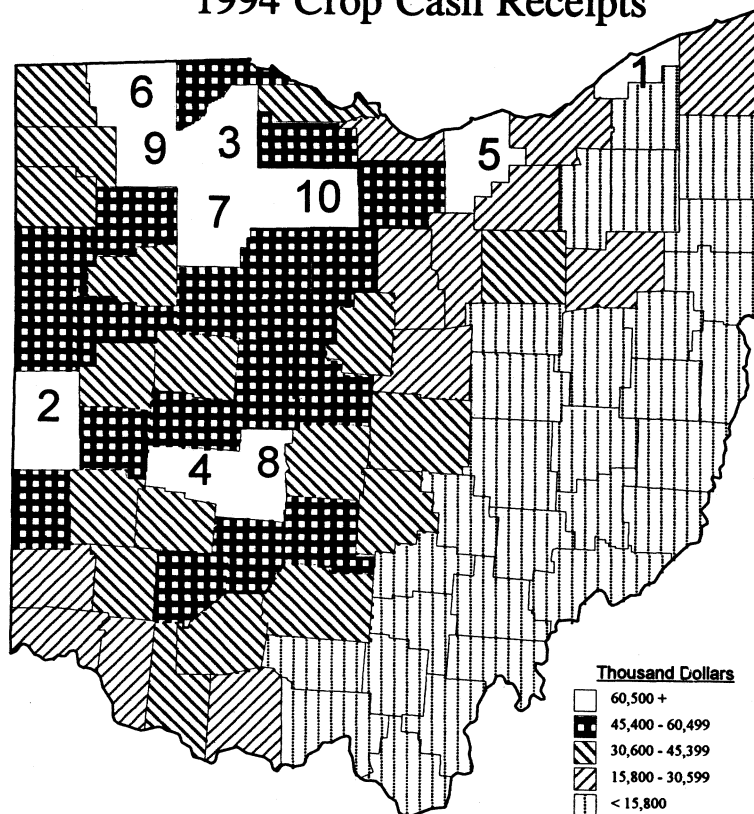 1994 Crop Cash Receipts
1
6
3
9
5
10
7
2
8
4
Thousand Dollars
60,500 +
45,400 - 60,499
30,600 - 45,399
15,800 - 30,599
< 15,800